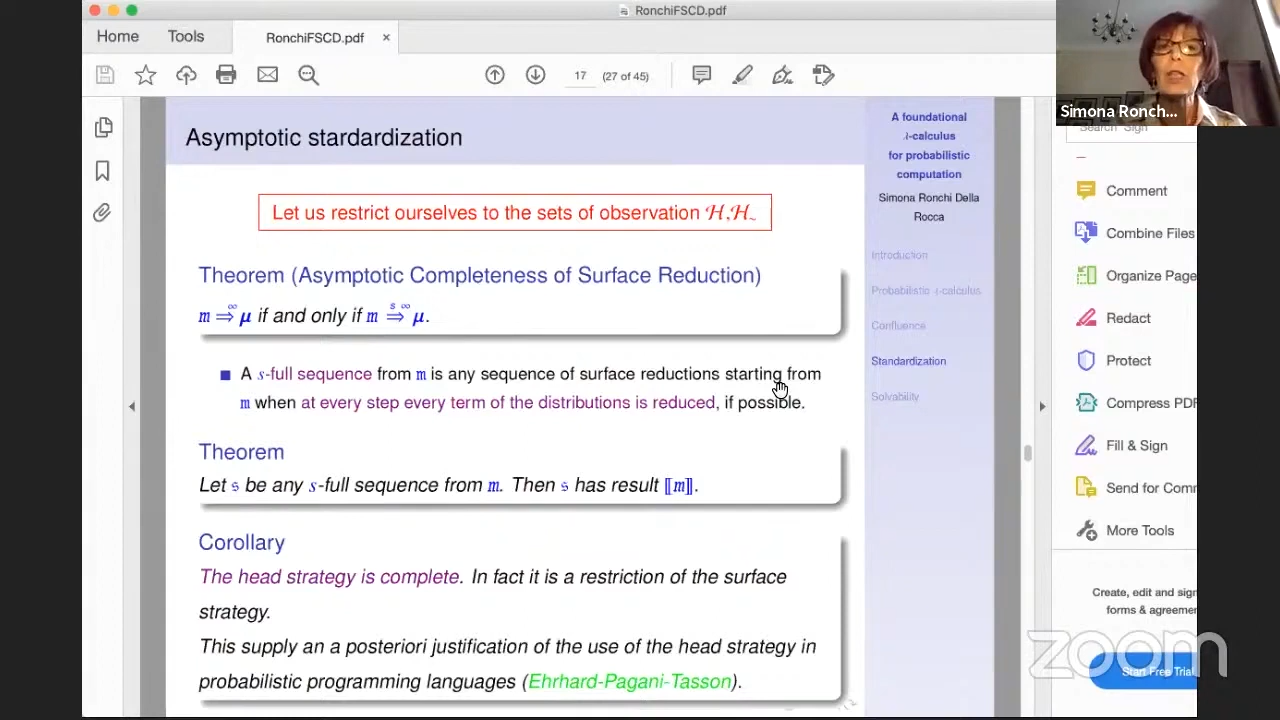 RonchiFSCD.pdf
Home
Tools
RonchiFSCD.pdf ×
17 (27 of 45)
Simona Ronch...
Asymptotic stardardization
Let us restrict ourselves to the sets of observation ℋ,ℋ~
Theorem (Asymptotic Completeness of Surface Reduction)
m ⇒^∞ μ if and only if m ^s⇒^∞ μ.
■ A s-full sequence from m is any sequence of surface reductions starting from
m when at every step every term of the distributions is reduced, if possible.
Theorem
Let 𝔰 be any s-full sequence from m. Then 𝔰 has result ⟦m⟧.
Corollary
The head strategy is complete. In fact it is a restriction of the surface
strategy.
This supply an a posteriori justification of the use of the head strategy in
probabilistic programming languages (Ehrhard-Pagani-Tasson).
A foundational
λ-calculus
for probabilistic
computation
Simona Ronchi Della
Rocca
Introduction
Probabilistic λ-calculus
Confluence
Standardization
Solvability
Search 'Sign'
Comment
Combine Files
Organize Page
Redact
Protect
Compress PDF
Fill & Sign
Send for Comm
More Tools
Create, edit and sign
forms & agreemen
Start Free Trial
zoom